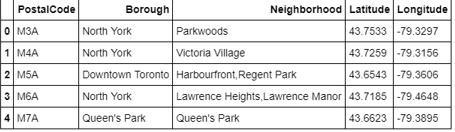 PostalCode Borough Neighborhood Latitude Longitude
0 M3A North York Parkwoods 43.7533 -79.3297
1 M4A North York Victoria Village 43.7259 -79.3156
2 M5A Downtown Toronto Harbourfront,Regent Park 43.6543 -79.3606
3 M6A North York Lawrence Heights,Lawrence Manor 43.7185 -79.4648
4 M7A Queen's Park Queen's Park 43.6623 -79.3895